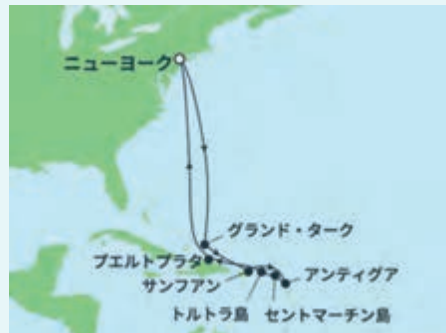 ニューヨーク
グランド・ターク
プエルトプラタ
サンフアン
アンティグア
トルトラ島
セントマーチン島